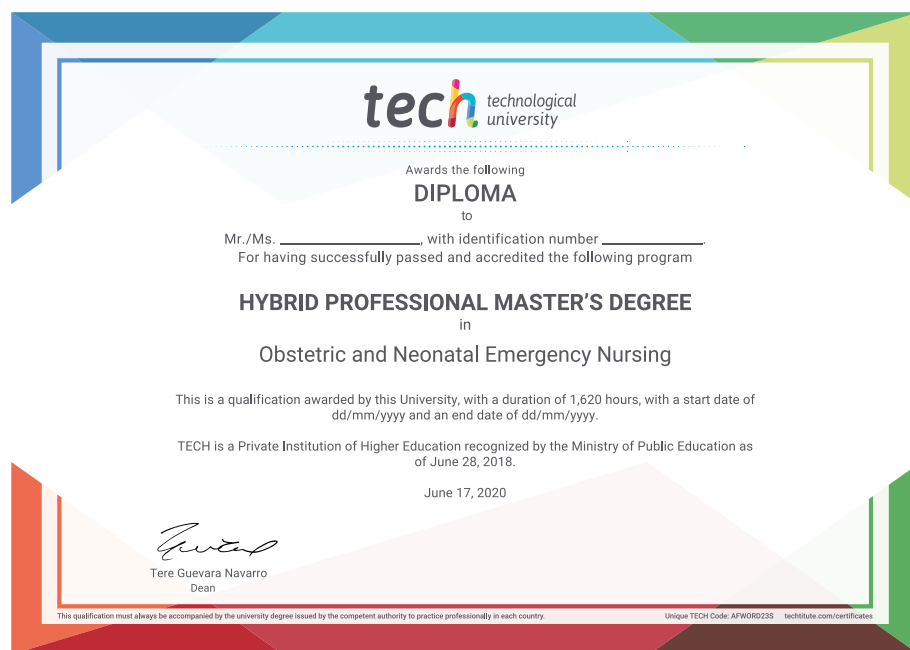 tech technological
university
Awards the following
DIPLOMA
to
Mr./Ms. ________________, with identification number ____________.
For having successfully passed and accredited the following program
HYBRID PROFESSIONAL MASTER'S DEGREE
in
Obstetric and Neonatal Emergency Nursing
This is a qualification awarded by this University, with a duration of 1,620 hours, with a start date of
dd/mm/yyyy and an end date of dd/mm/yyyy.
TECH is a Private Institution of Higher Education recognized by the Ministry of Public Education as
of June 28, 2018.
June 17, 2020
Tere Guevara Navarro
Dean
This qualification must always be accompanied by the university degree issued by the competent authority to practice professionally in each country.
Unique TECH Code: AFWORD23S techtitute.com/certificates